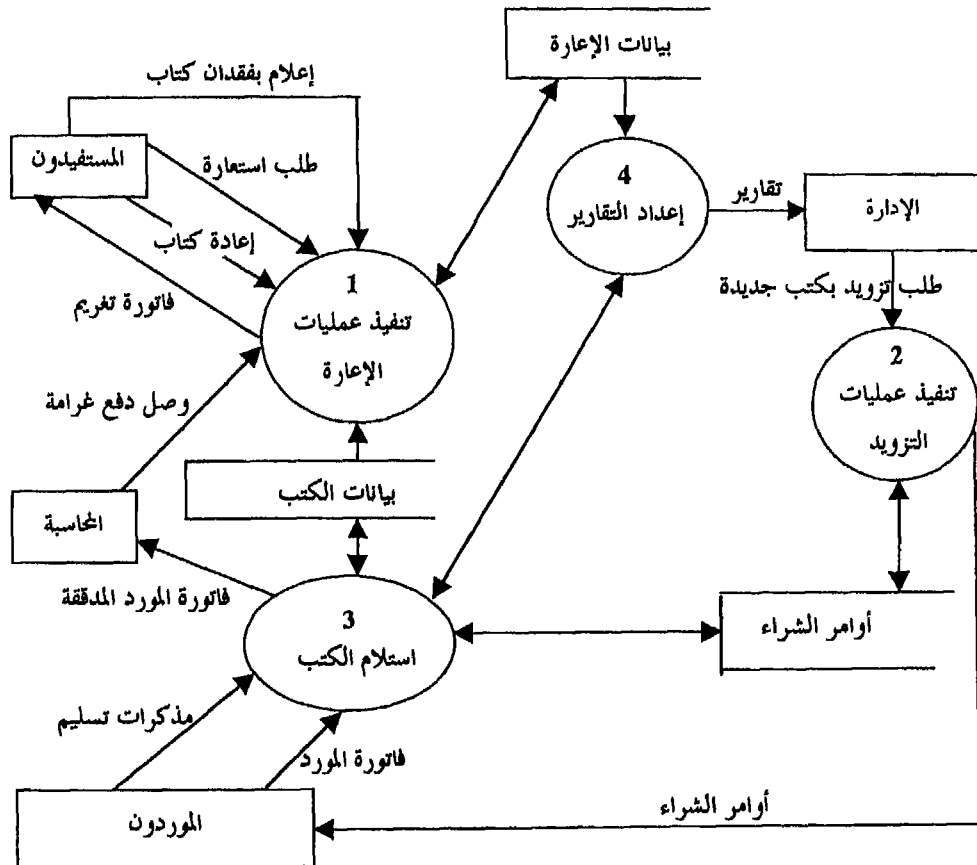 بيانات الإعارة
إعلام بفقدان كتاب
المستفيدون
طلب استعارة
4
إعداد التقارير
تقارير
الإدارة
إعادة كتاب
طلب تزويد بكتب جديدة
فاتورة تغريم
1
تنفيذ عمليات
الإعارة
2
تنفيذ عمليات
التزويد
وصل دفع غرامة
بيانات الكتب
المحاسبة
فاتورة المورد المدققة
3
استلام الكتب
أوامر الشراء
مذكرات تسليم
فاتورة المورد
الموردون
أوامر الشراء